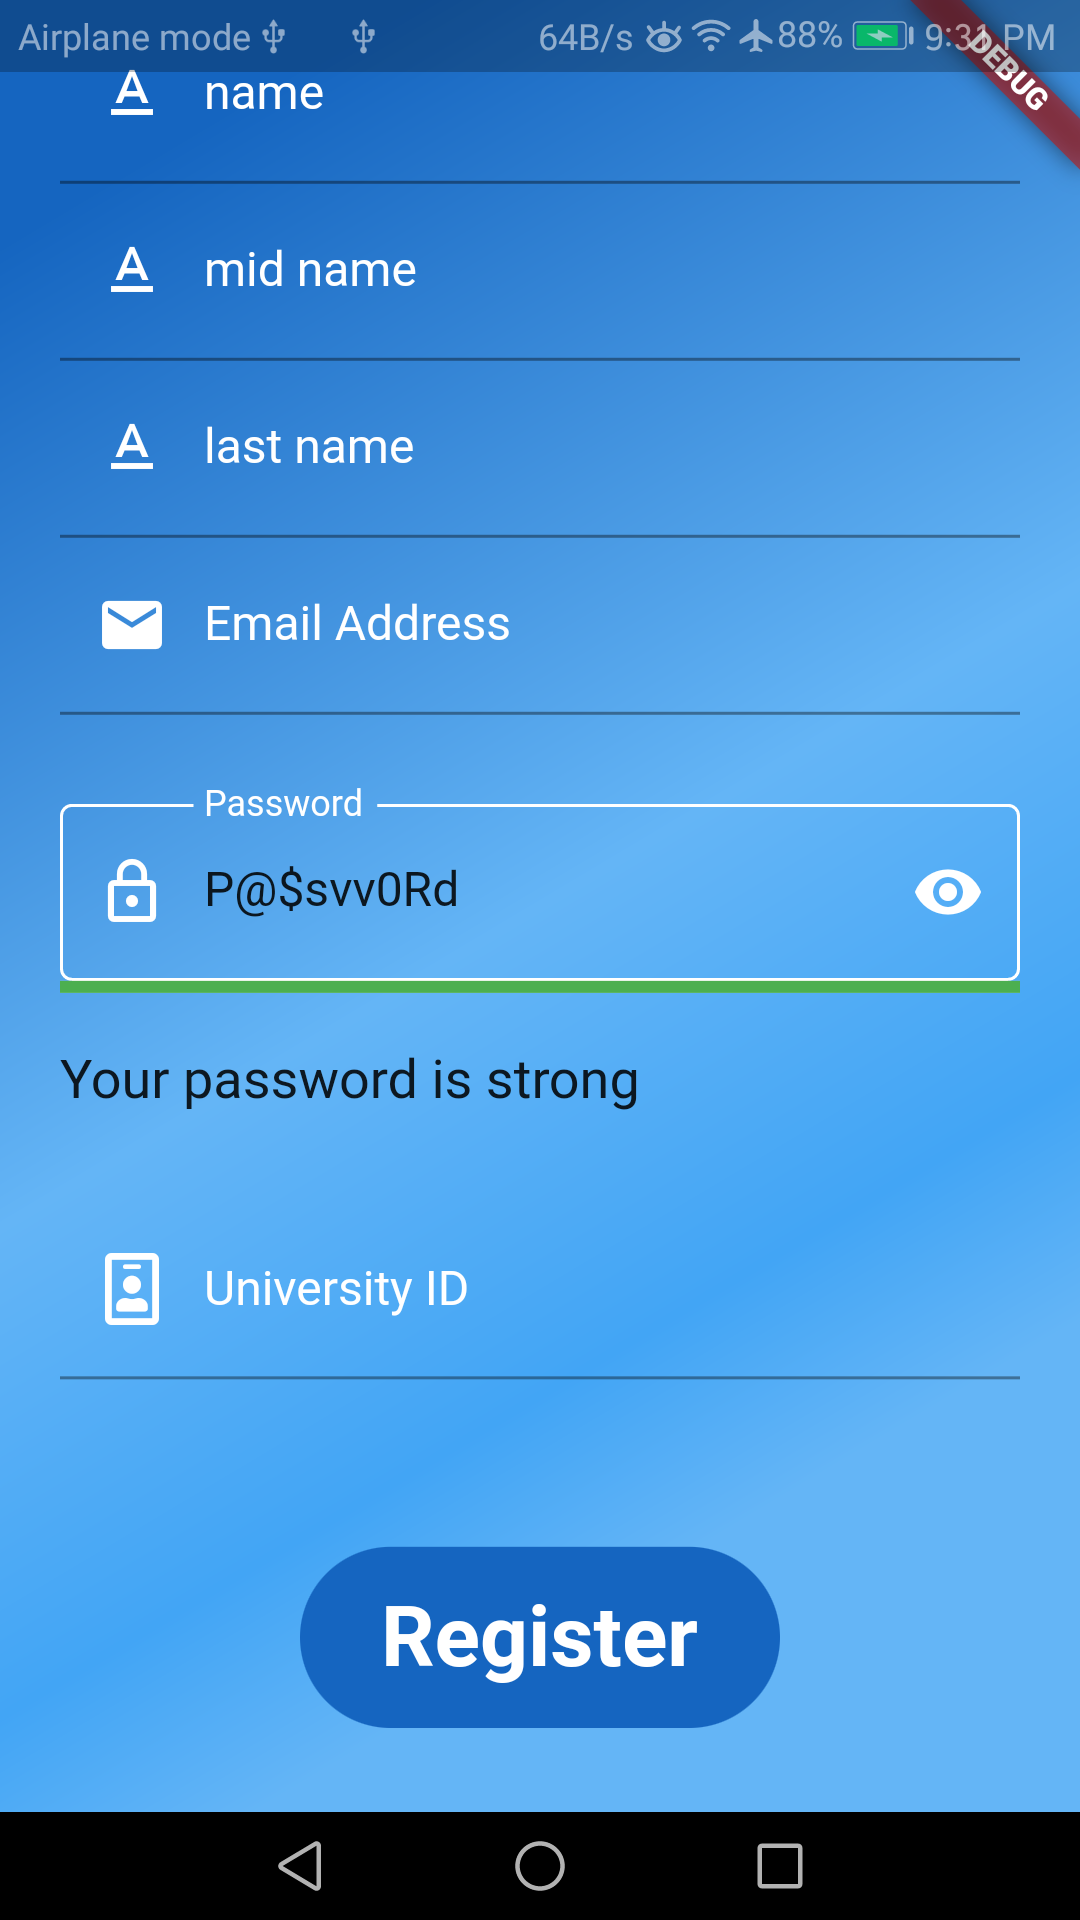 Airplane mode 64B/s 88% 9:31 PM
DEBUG
A name
A mid name
A last name
Email Address
Password
P@$svv0Rd
Your password is strong
University ID
Register